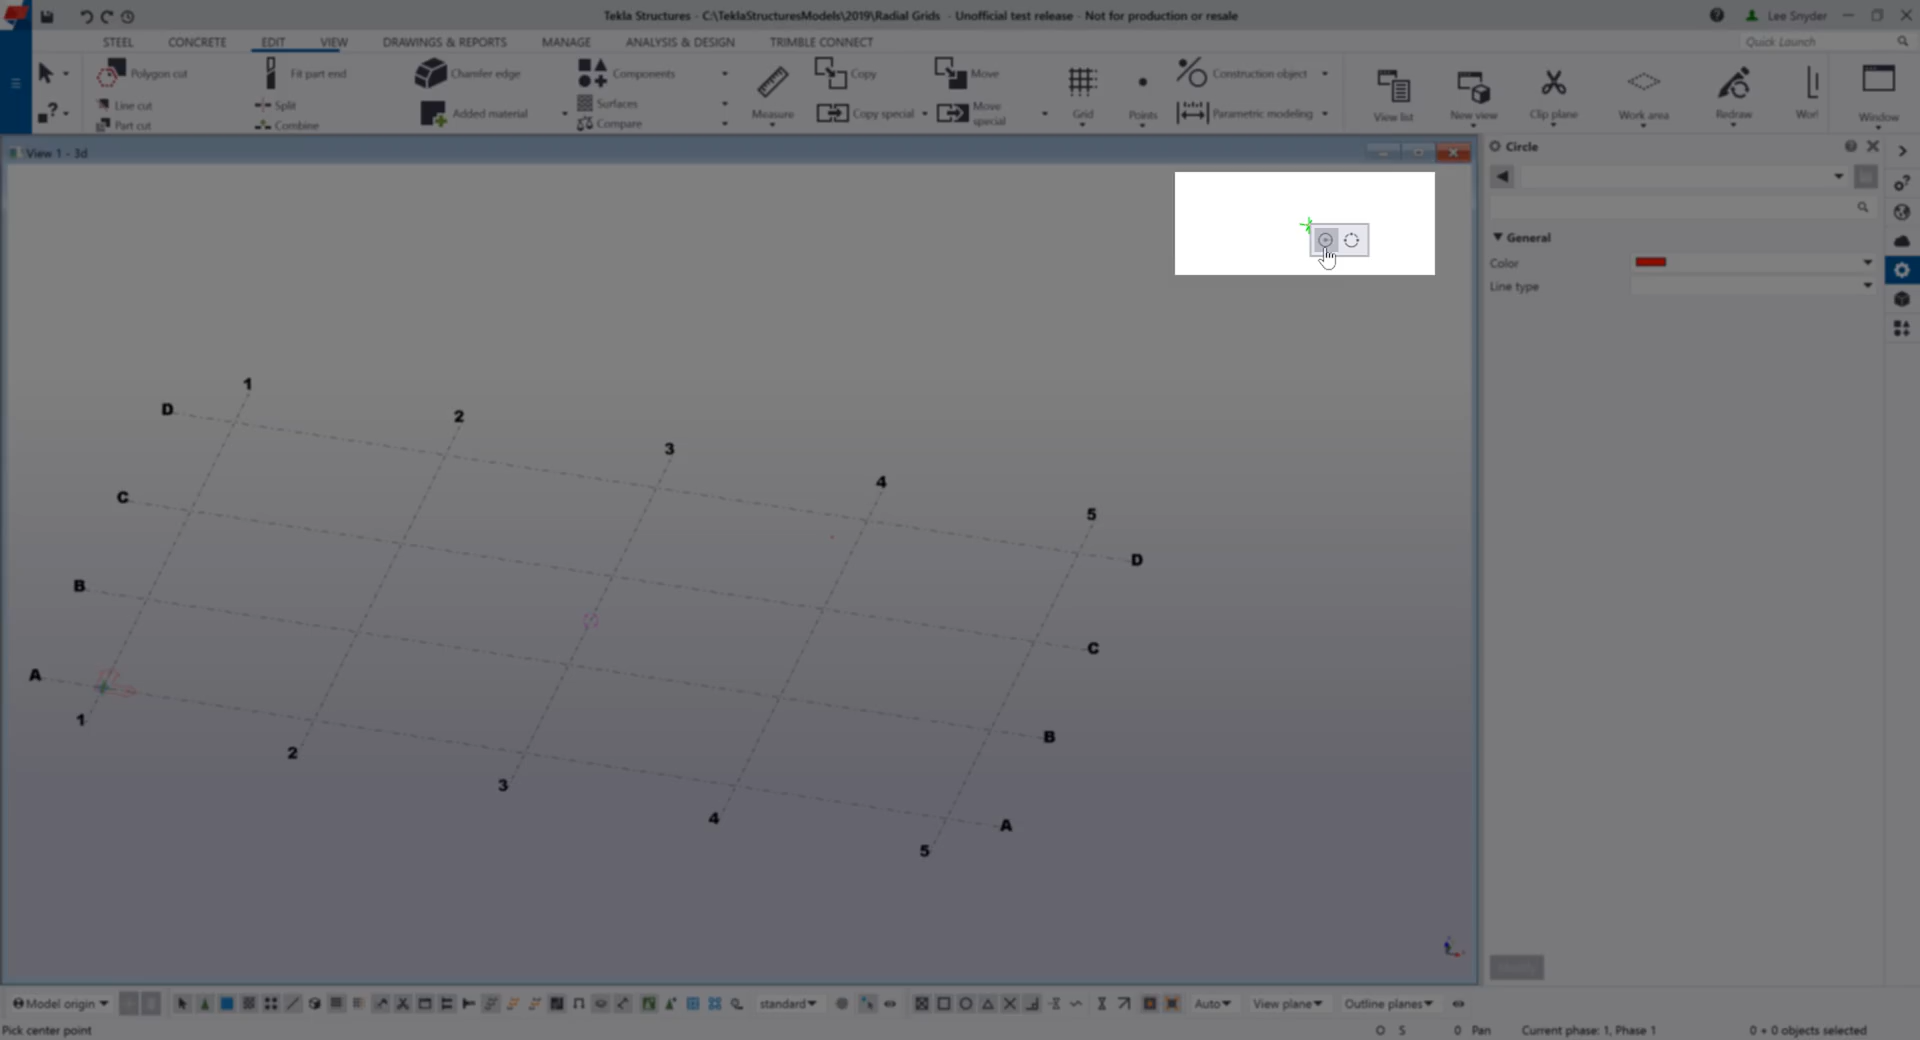 Tekla Structures - C:\TeklaStructuresModels\2019\Radial Grids - Unofficial test release - Not for production or resale
Lee Snyder
STEEL CONCRETE EDIT VIEW DRAWINGS & REPORTS MANAGE ANALYSIS & DESIGN TRIMBLE CONNECT
Quick Launch
Polygon cut
Line cut
Part cut
Fit part end
Split
Combine
Chamfer edge
Added material
Components
Surfaces
Compare
Measure
Copy
Copy special
Move
Move special
Grid
Points
Construction object
Parametric modeling
View list
New view
Clip plane
Work area
Redraw
Worl
Window
View 1 - 3d
Circle
General
Color
Line type
1
D
2
3
C
4
5
D
B
C
A
1
B
2
3
4
A
5
Modify
Model origin
standard
Auto
View plane
Outline planes
Pick center point
O S 0 Pan Current phase: 1, Phase 1 0 + 0 objects selected